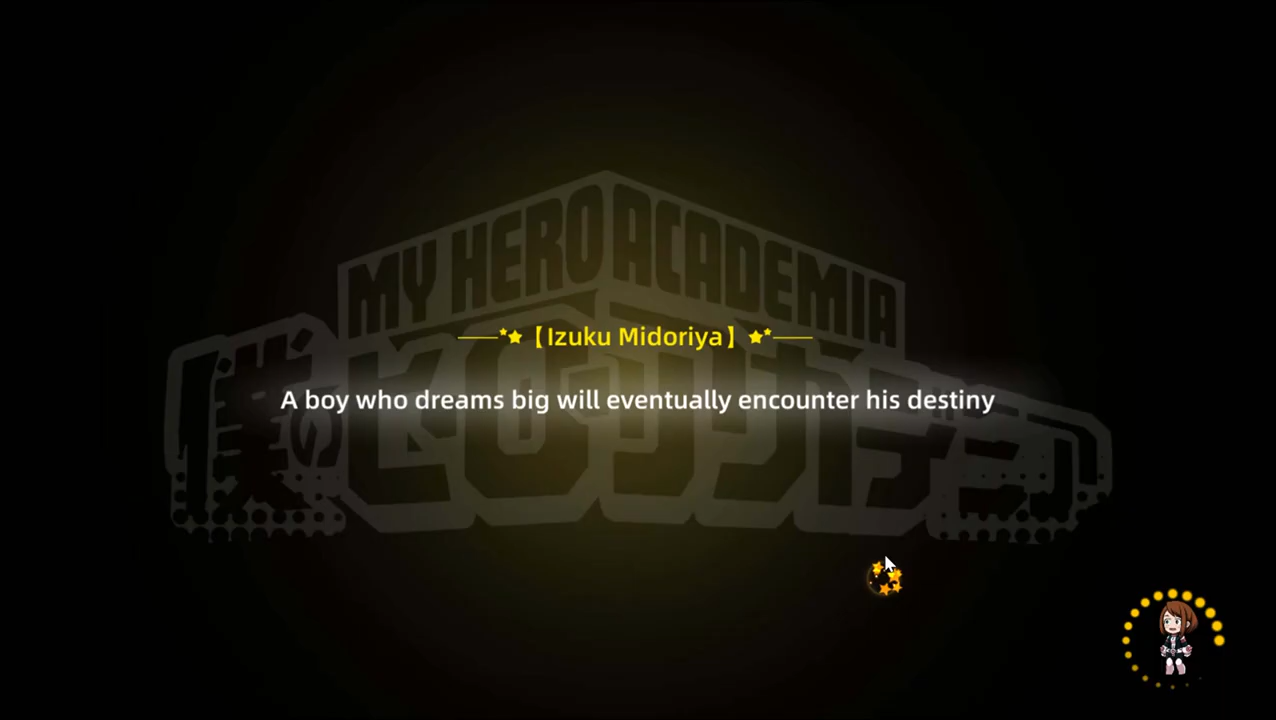 MY HERO ACADEMIA
僕のヒーローアカデミア
【Izuku Midoriya】
A boy who dreams big will eventually encounter his destiny